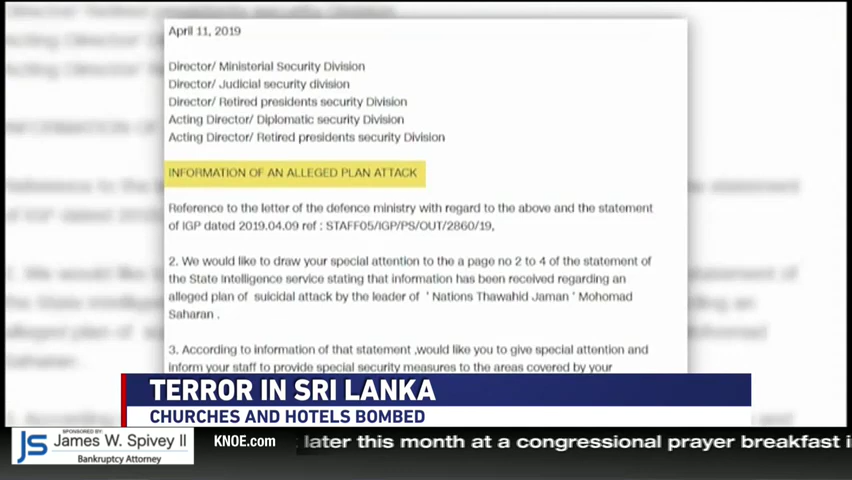 April 11, 2019
Director/ Ministerial Security Division
Director/ Judicial security division
Director/ Retired presidents security Division
Acting Director/ Diplomatic security Division
Acting Director/ Retired presidents security Division
INFORMATION OF AN ALLEGED PLAN ATTACK
Reference to the letter of the defence ministry with regard to the above and the statement
of IGP dated 2019.04.09 ref : STAFF05/IGP/PS/OUT/2860/19,
2. We would like to draw your special attention to the a page no 2 to 4 of the statement of
the State Intelligence service stating that information has been received regarding an
alleged plan of suicidal attack by the leader of ' Nations Thawahid Jaman ' Mohomad
Saharan .
3. According to information of that statement ,would like you to give special attention and
inform your staff to provide special security measures to the areas covered by your
TERROR IN SRI LANKA
CHURCHES AND HOTELS BOMBED
SPONSORED BY:
JS James W. Spivey II
Bankruptcy Attorney
KNOE.com
later this month at a congressional prayer breakfast i